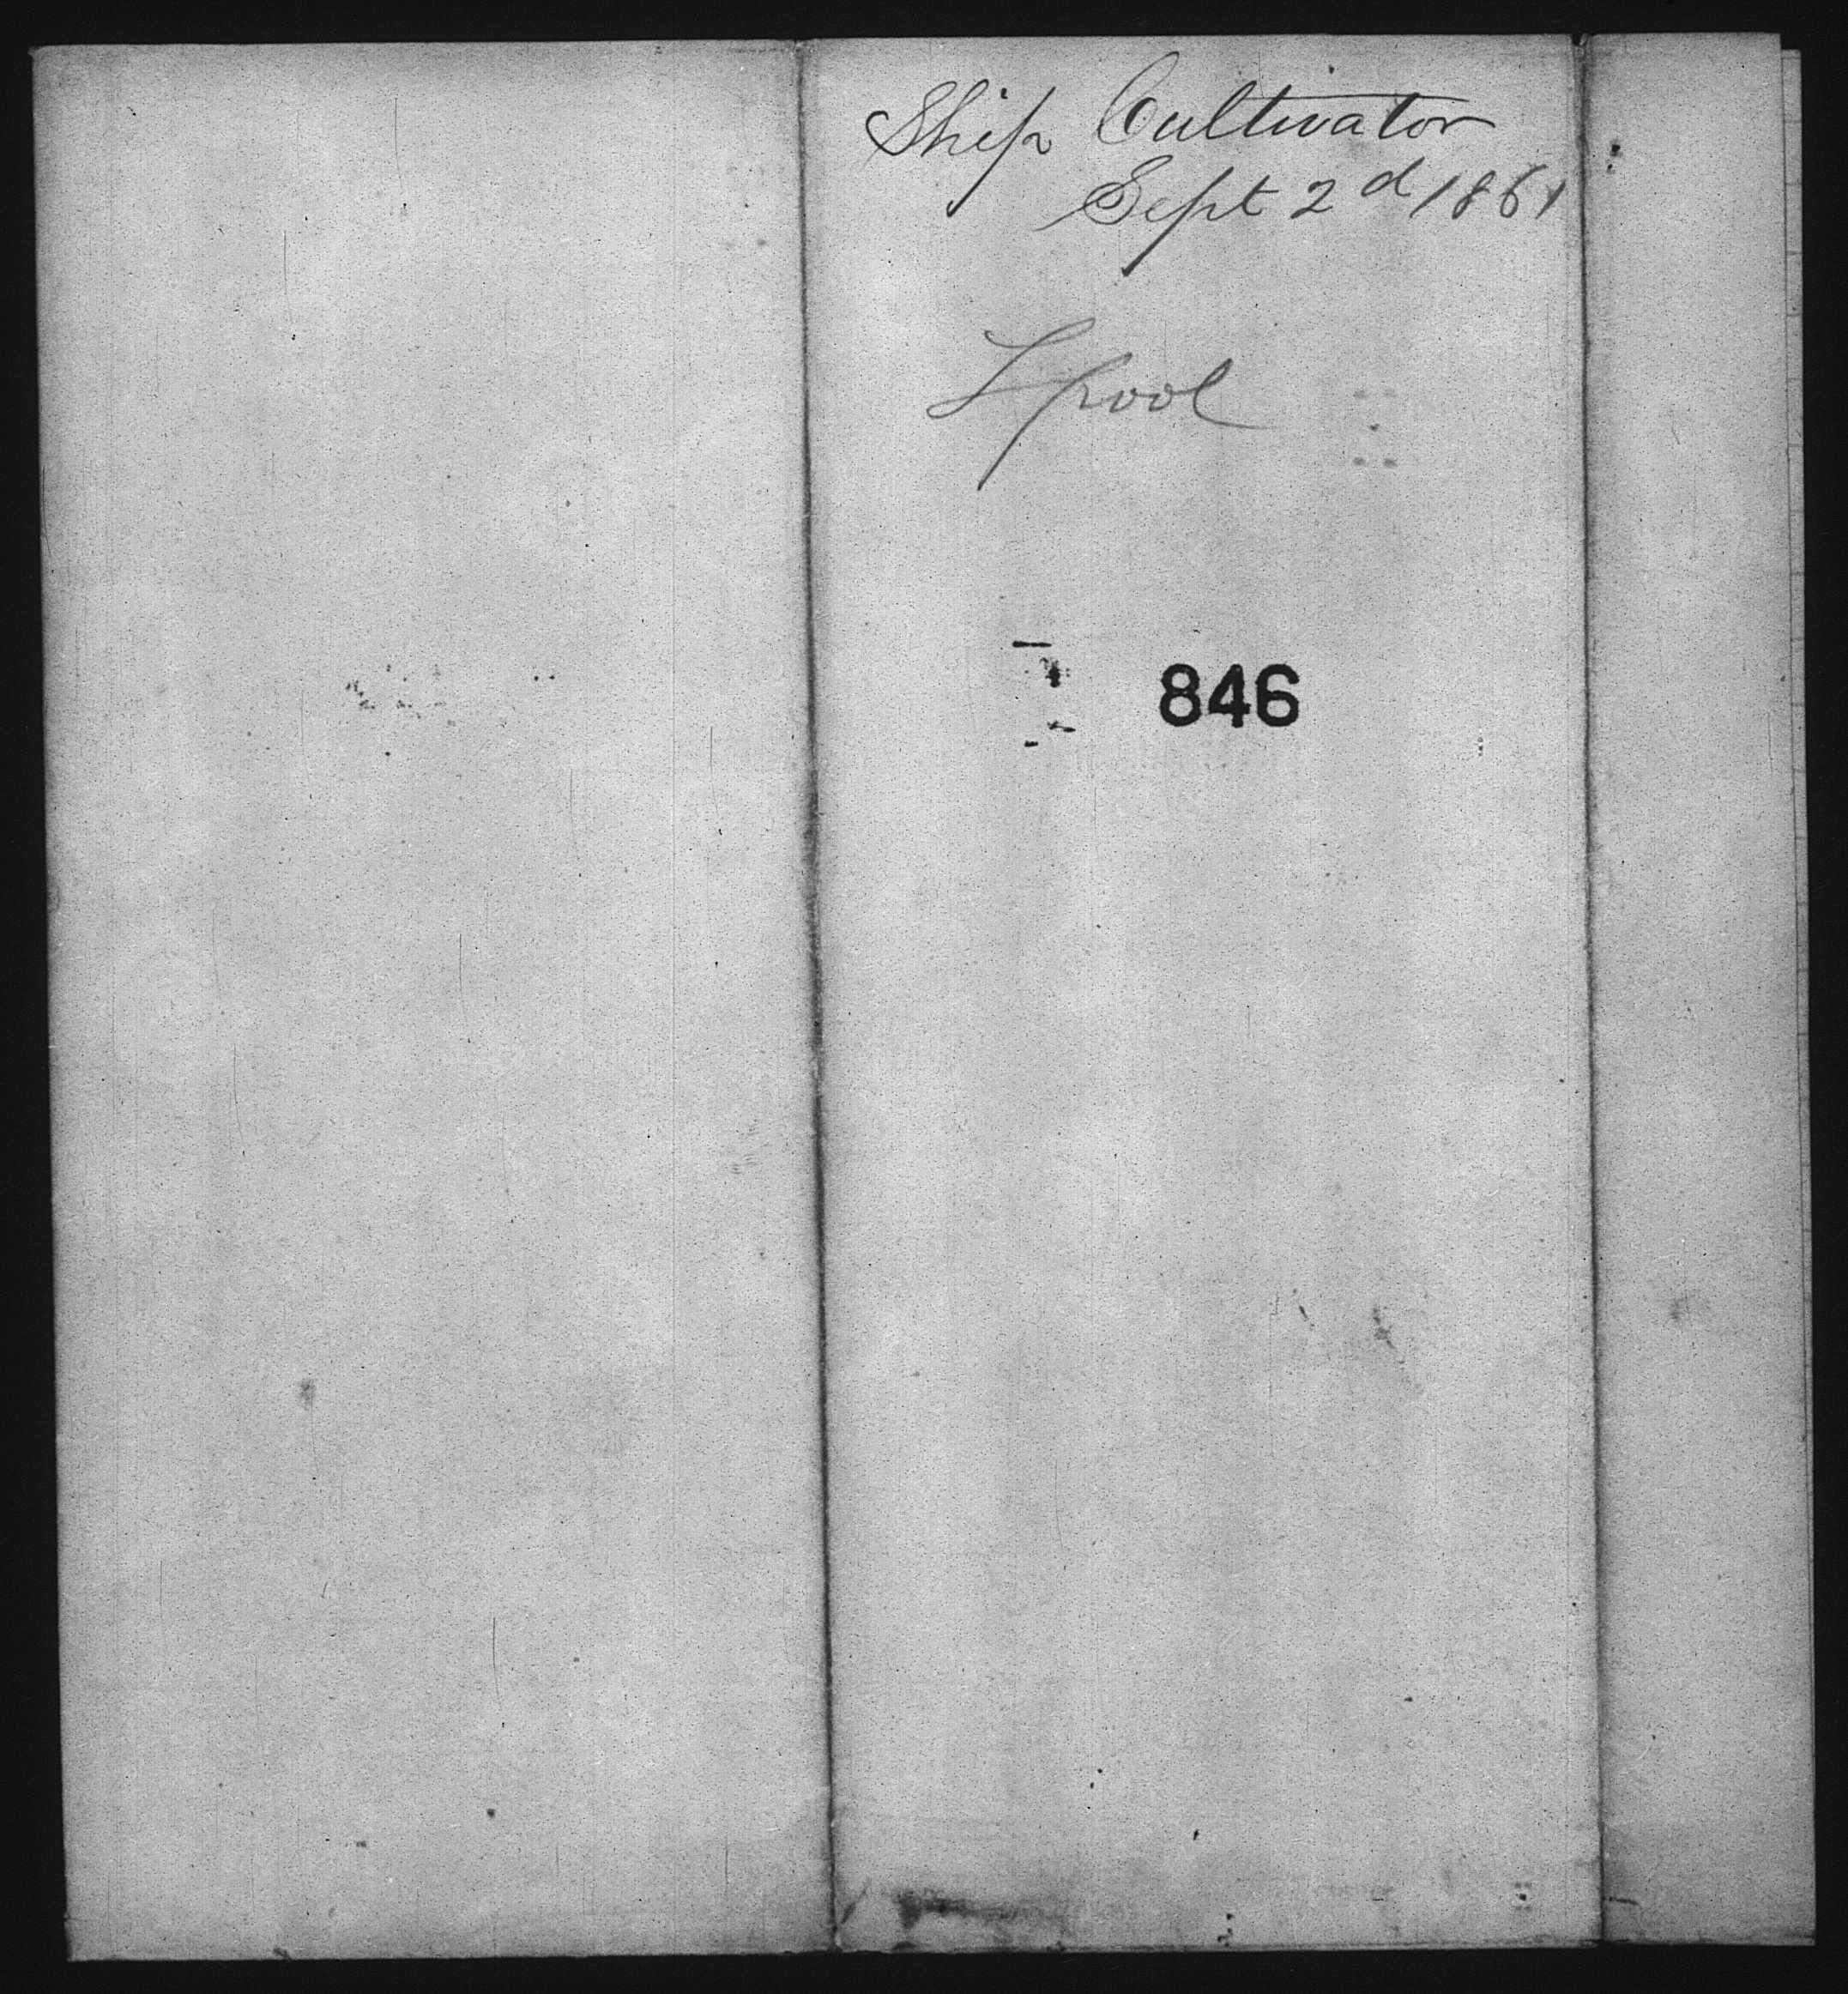 Ship Cultivator
Sept 2d 1861
Lpool
846